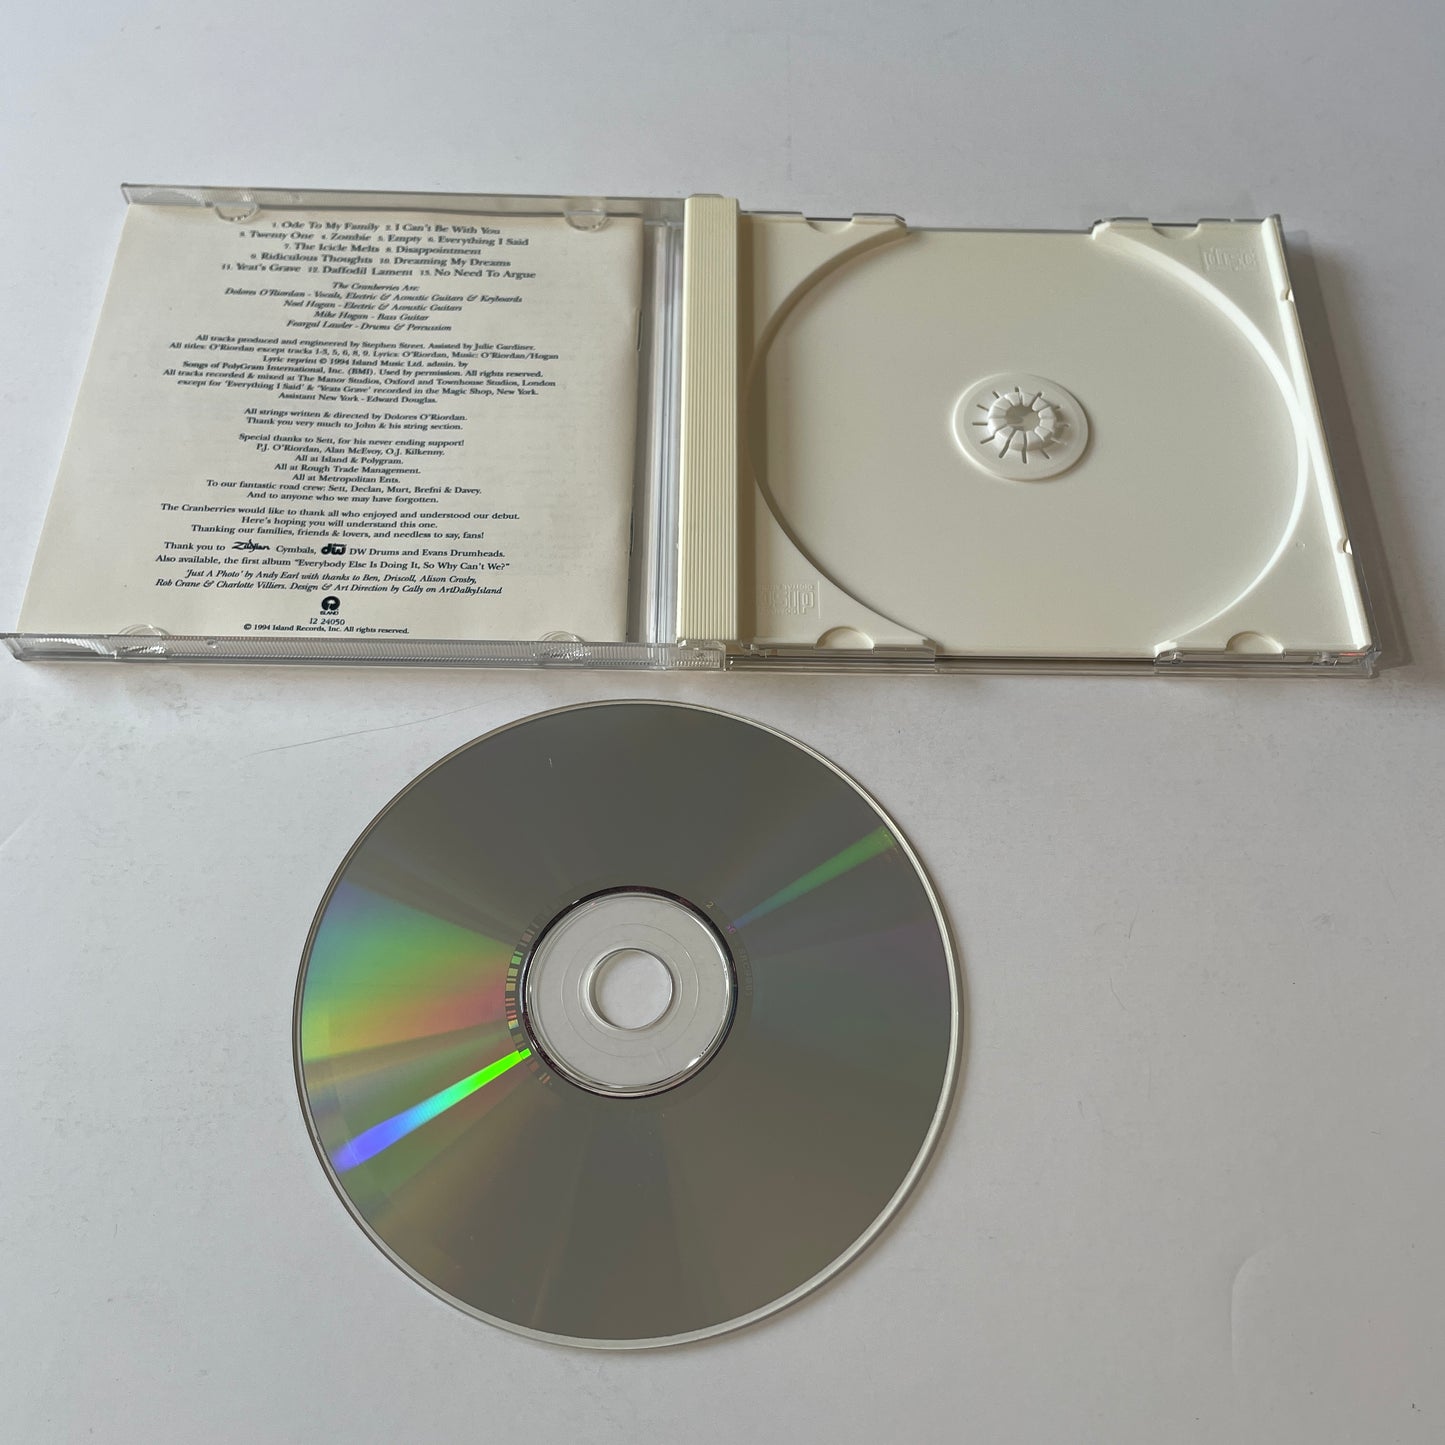 1. Ode To My Family 2. I Can't Be With You
3. Twenty One 4. Zombie 5. Empty 6. Everything I Said
7. The Icicle Melts 8. Disappointment
9. Ridiculous Thoughts 10. Dreaming My Dreams
11. Yeat's Grave 12. Daffodil Lament 13. No Need To Argue
The Cranberries Are:
Dolores O'Riordan - Vocals, Electric & Acoustic Guitars & Keyboards
Noel Hogan - Electric & Acoustic Guitars
Mike Hogan - Bass Guitar
Feargal Lawler - Drums & Percussion
All tracks produced and engineered by Stephen Street. Assisted by Julie Gardiner.
All titles: O'Riordan except tracks 1-3, 5, 6, 8, 9. Lyrics: O'Riordan, Music: O'Riordan/Hogan
Lyric reprint © 1994 Island Music Ltd. admin. by
Songs of PolyGram International, Inc. (BMI). Used by permission. All rights reserved.
All tracks recorded & mixed at The Manor Studios, Oxford and Townhouse Studios, London
except for 'Everything I Said' & 'Yeats Grave' recorded in the Magic Shop, New York.
Assistant New York - Edward Douglas.
All strings written & directed by Dolores O'Riordan.
Thank you very much to John & his string section.
Special thanks to Sett, for his never ending support!
P.J. O'Riordan, Alan McEvoy, O.J. Kilkenny.
All at Island & Polygram.
All at Rough Trade Management.
All at Metropolitan Ents.
To our fantastic road crew: Sett, Declan, Murt, Brefni & Davey.
And to anyone who we may have forgotten.
The Cranberries would like to thank all who enjoyed and understood our debut.
Here's hoping you will understand this one.
Thanking our families, friends & lovers, and needless to say, fans!
Thank you to Zildjian Cymbals, dw DW Drums and Evans Drumheads.
Also available, the first album "Everybody Else Is Doing It, So Why Can't We?"
'Just A Photo' by Andy Earl with thanks to Ben, Driscoll, Alison Crosby,
Rob Crane & Charlotte Villiers. Design & Art Direction by Cally on ArtDalkyIsland
ISLAND
I2 24050
© 1994 Island Records, Inc. All rights reserved.
disc
disc
DIGITAL AUDIO